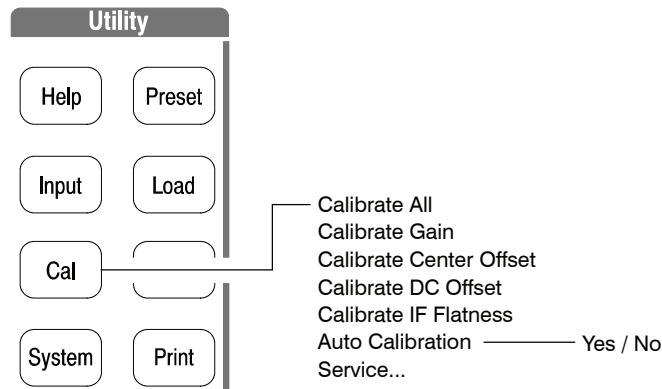 Utility
Help
Preset
Input
Load
Cal
System
Print
Calibrate All
Calibrate Gain
Calibrate Center Offset
Calibrate DC Offset
Calibrate IF Flatness
Auto Calibration
Yes / No
Service...